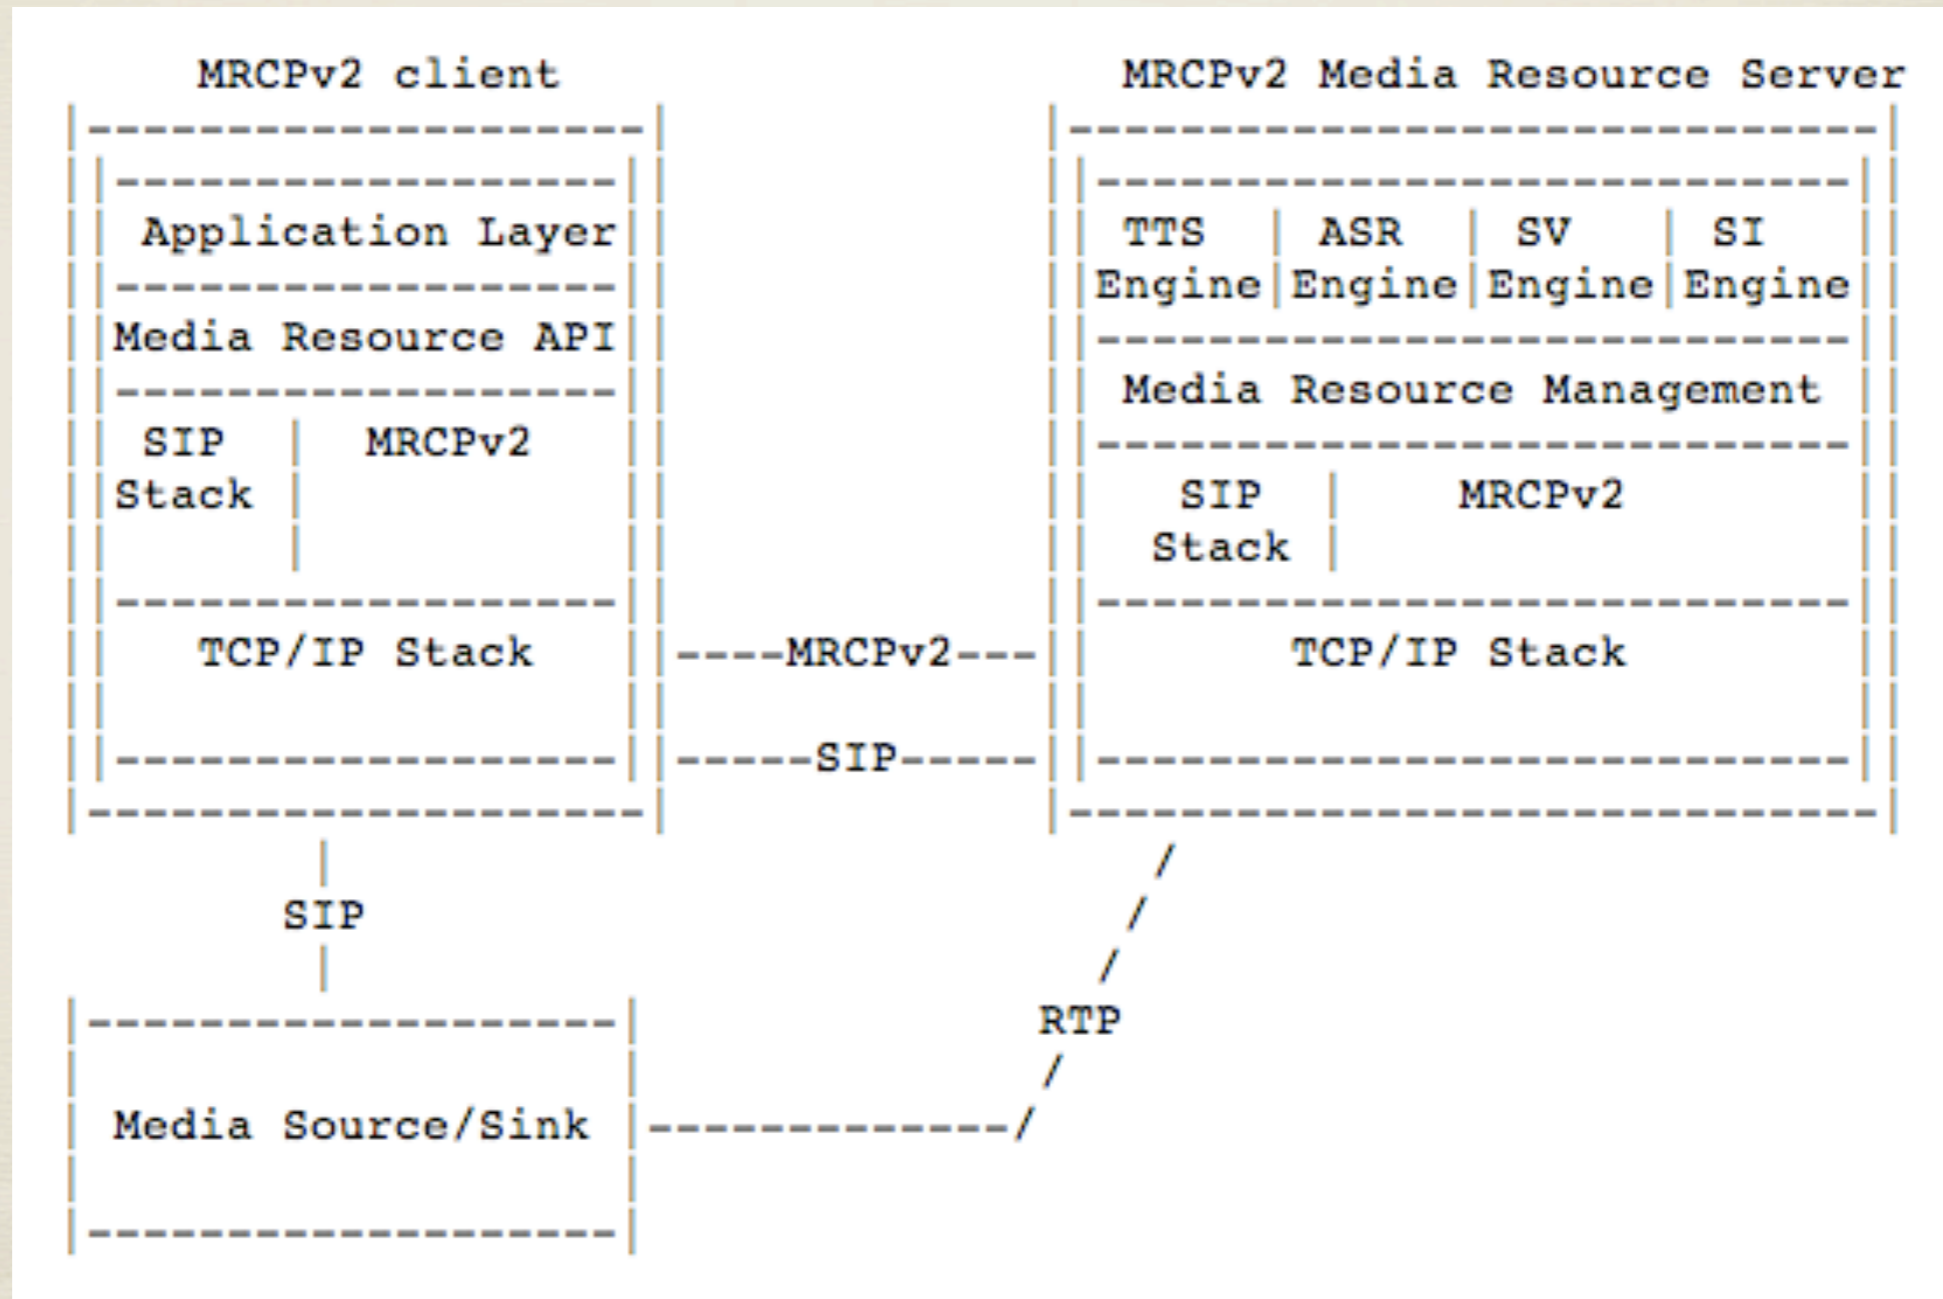 MRCPv2 client
MRCPv2 Media Resource Server
Application Layer
Media Resource API
SIP | MRCPv2
Stack |
TCP/IP Stack
TTS | ASR | SV | SI
Engine|Engine|Engine|Engine
Media Resource Management
SIP | MRCPv2
Stack |
TCP/IP Stack
----MRCPv2---
-----SIP-----
SIP
RTP
Media Source/Sink